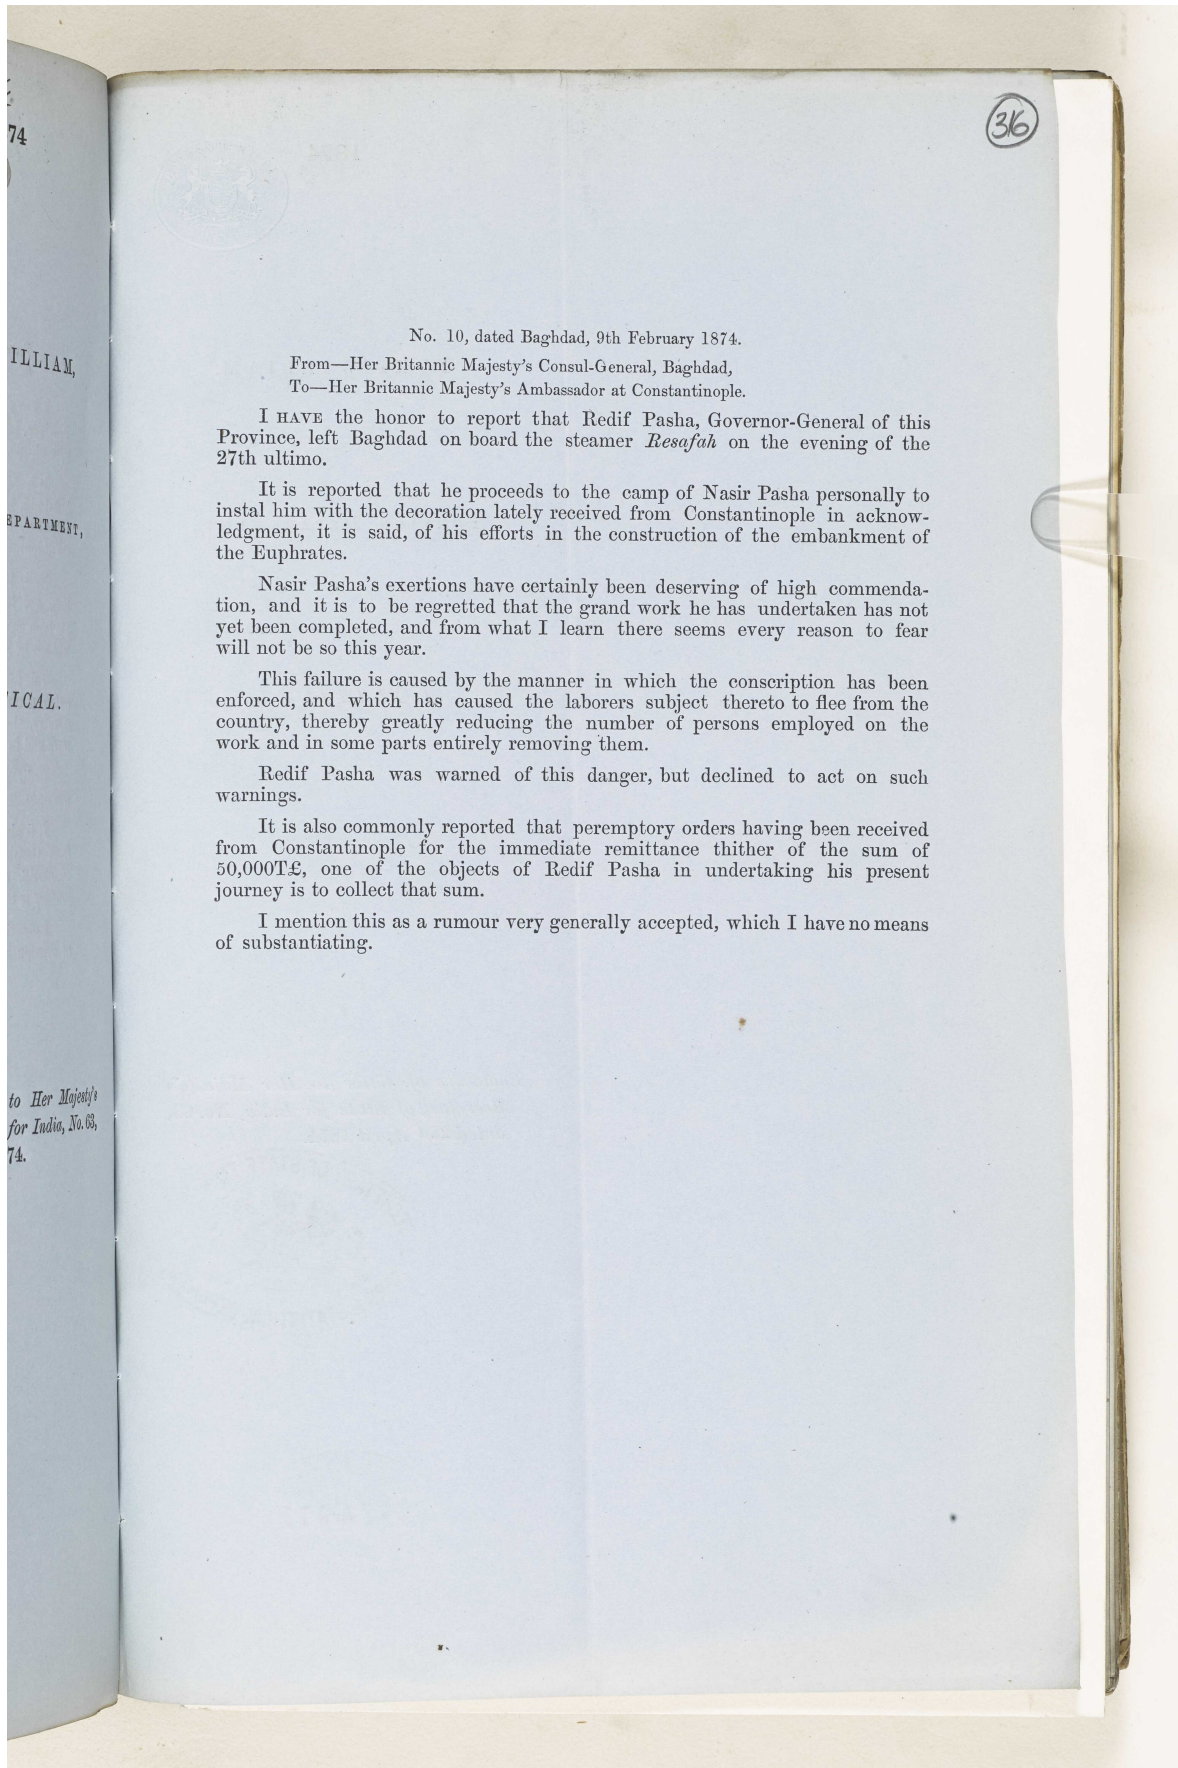 74
ILLIAM,
EPARTMENT,
ICAL.
to Her Majesty's
for India, No. 63,
74.
316
No. 10, dated Baghdad, 9th February 1874.
From—Her Britannic Majesty's Consul-General, Baghdad,
To—Her Britannic Majesty's Ambassador at Constantinople.
I HAVE the honor to report that Redif Pasha, Governor-General of this
Province, left Baghdad on board the steamer Resafah on the evening of the
27th ultimo.
It is reported that he proceeds to the camp of Nasir Pasha personally to
instal him with the decoration lately received from Constantinople in acknow-
ledgment, it is said, of his efforts in the construction of the embankment of
the Euphrates.
Nasir Pasha's exertions have certainly been deserving of high commenda-
tion, and it is to be regretted that the grand work he has undertaken has not
yet been completed, and from what I learn there seems every reason to fear
will not be so this year.
This failure is caused by the manner in which the conscription has been
enforced, and which has caused the laborers subject thereto to flee from the
country, thereby greatly reducing the number of persons employed on the
work and in some parts entirely removing them.
Redif Pasha was warned of this danger, but declined to act on such
warnings.
It is also commonly reported that peremptory orders having been received
from Constantinople for the immediate remittance thither of the sum of
50,000T£, one of the objects of Redif Pasha in undertaking his present
journey is to collect that sum.
I mention this as a rumour very generally accepted, which I have no means
of substantiating.